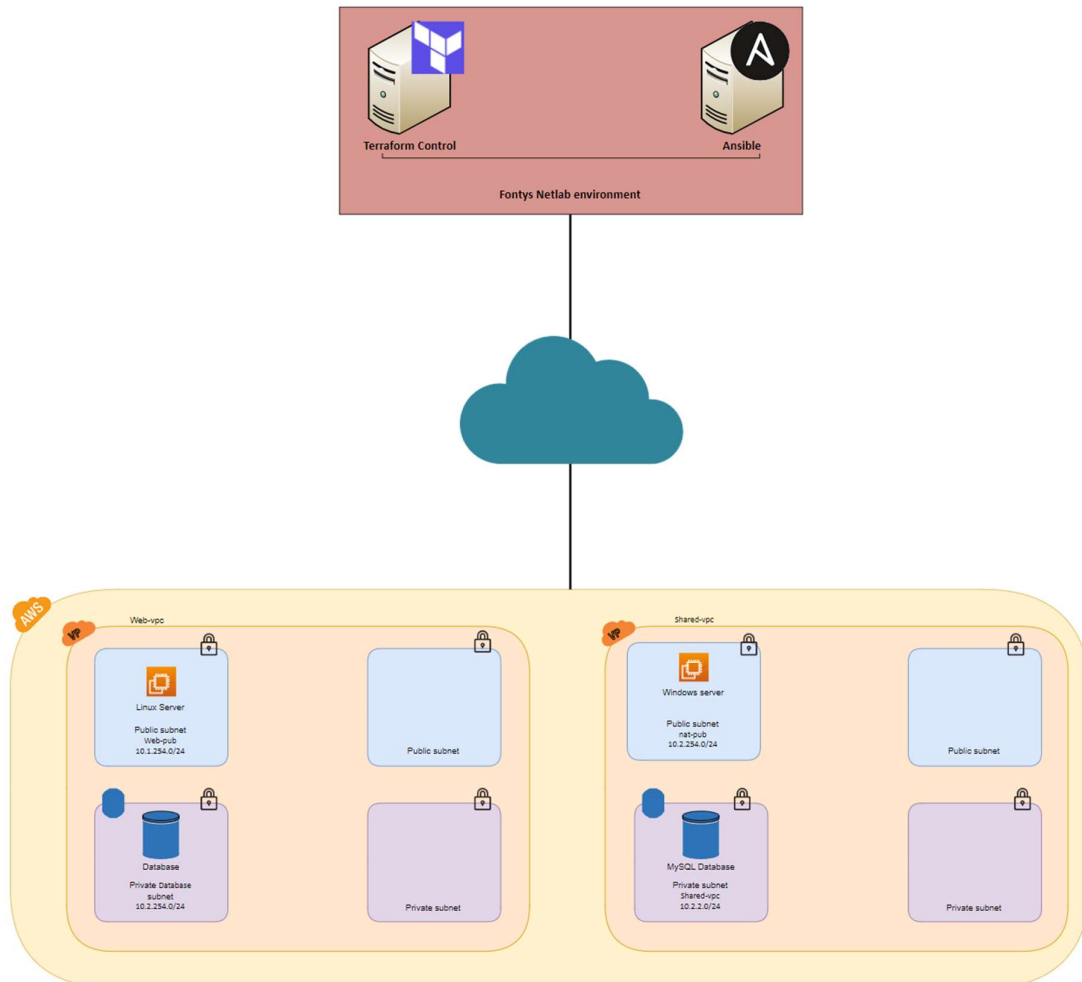 Terraform Control
Ansible
Fontys Netlab environment
AWS
Web-vpc
Shared-vpc
VP
VP
Linux Server
Public subnet
Web-pub
10.1.254.0/24
Public subnet
Windows server
Public subnet
nat-pub
10.2.254.0/24
Public subnet
Database
Private Database
subnet
10.2.254.0/24
Private subnet
MySQL Database
Private subnet
Shared-vpc
10.2.2.0/24
Private subnet